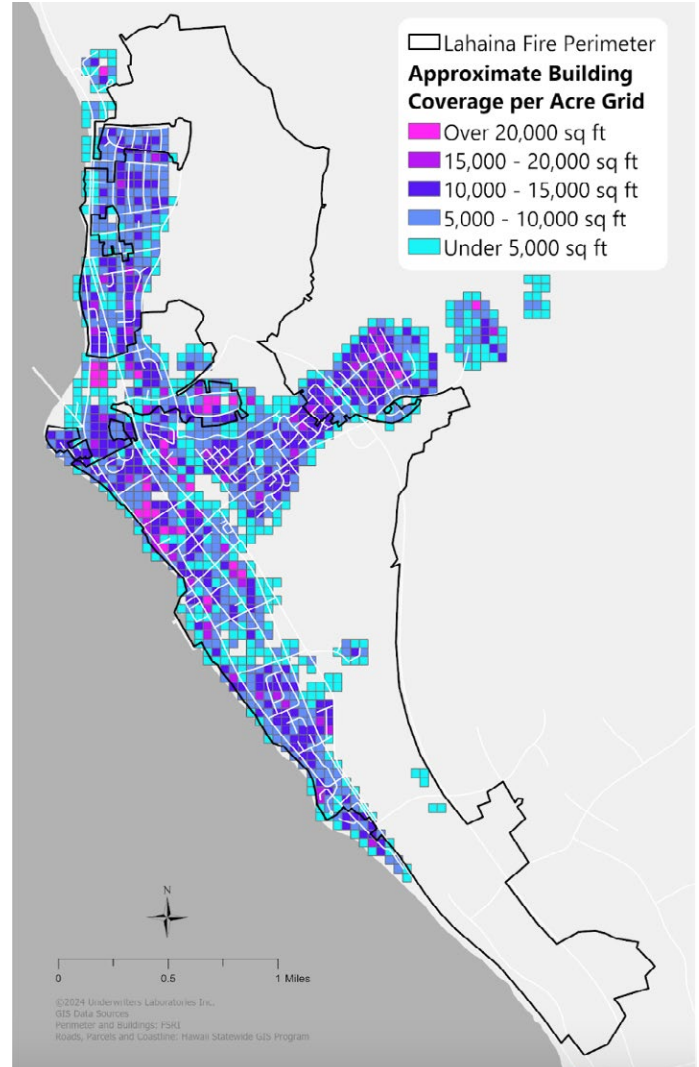 Lahaina Fire Perimeter
Approximate Building
Coverage per Acre Grid
Over 20,000 sq ft
15,000 - 20,000 sq ft
10,000 - 15,000 sq ft
5,000 - 10,000 sq ft
Under 5,000 sq ft
N
0 0.5 1 Miles
©2024 Underwriters Laboratories Inc.
GIS Data Sources
Perimeter and Buildings: FSRI
Roads, Parcels and Coastline: Hawaii Statewide GIS Program